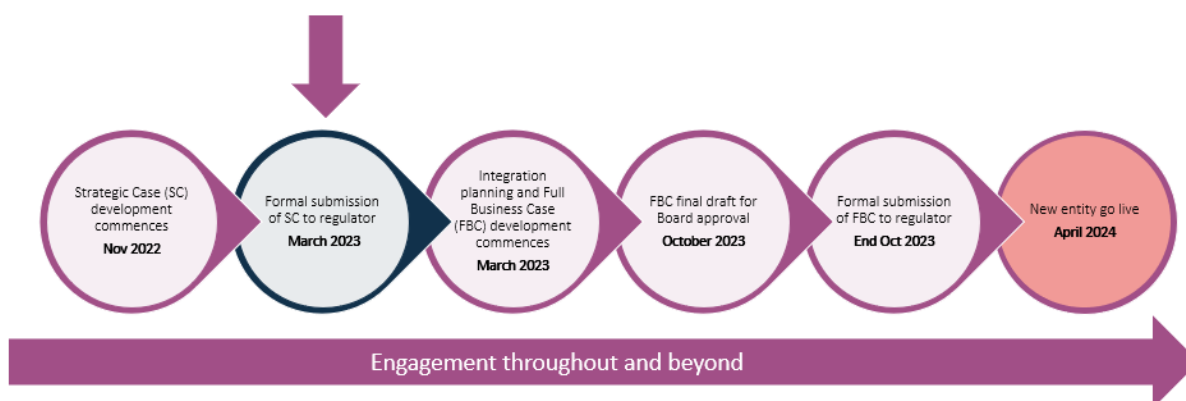 Strategic Case (SC)
development
commences
Nov 2022
Formal submission
of SC to regulator
March 2023
Integration
planning and Full
Business Case
(FBC) development
commences
March 2023
FBC final draft for
Board approval
October 2023
Formal submission
of FBC to regulator
End Oct 2023
New entity go live
April 2024
Engagement throughout and beyond